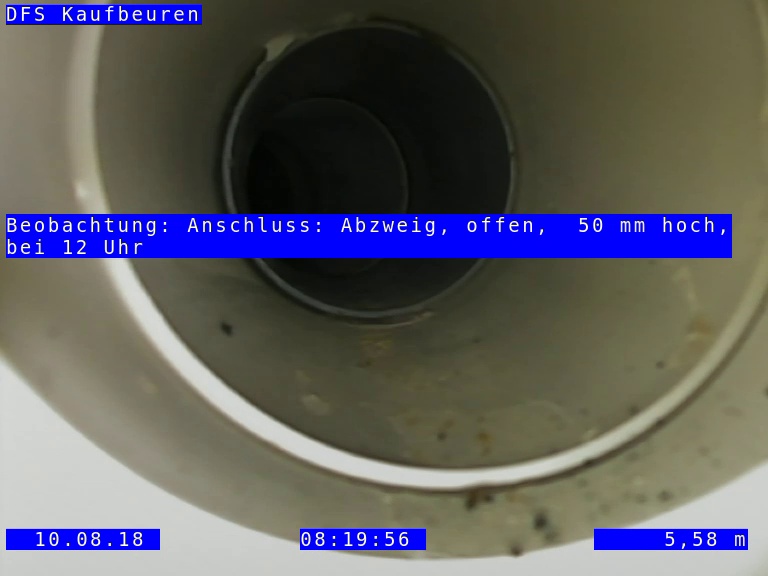 DFS Kaufbeuren
Beobachtung: Anschluss: Abzweig, offen,  50 mm hoch,
bei 12 Uhr
10.08.18
08:19:56
5,58 m